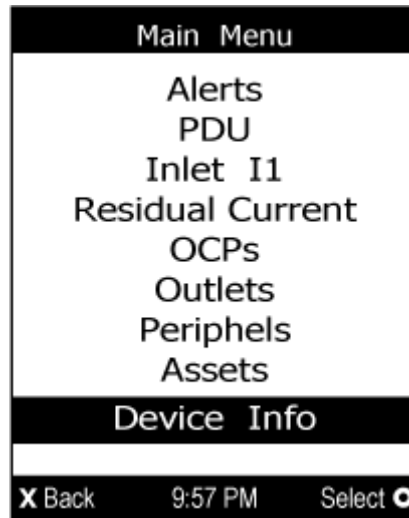 Main Menu
Alerts
PDU
Inlet I1
Residual Current
OCPs
Outlets
Periphels
Assets
Device Info
X Back 9:57 PM Select O